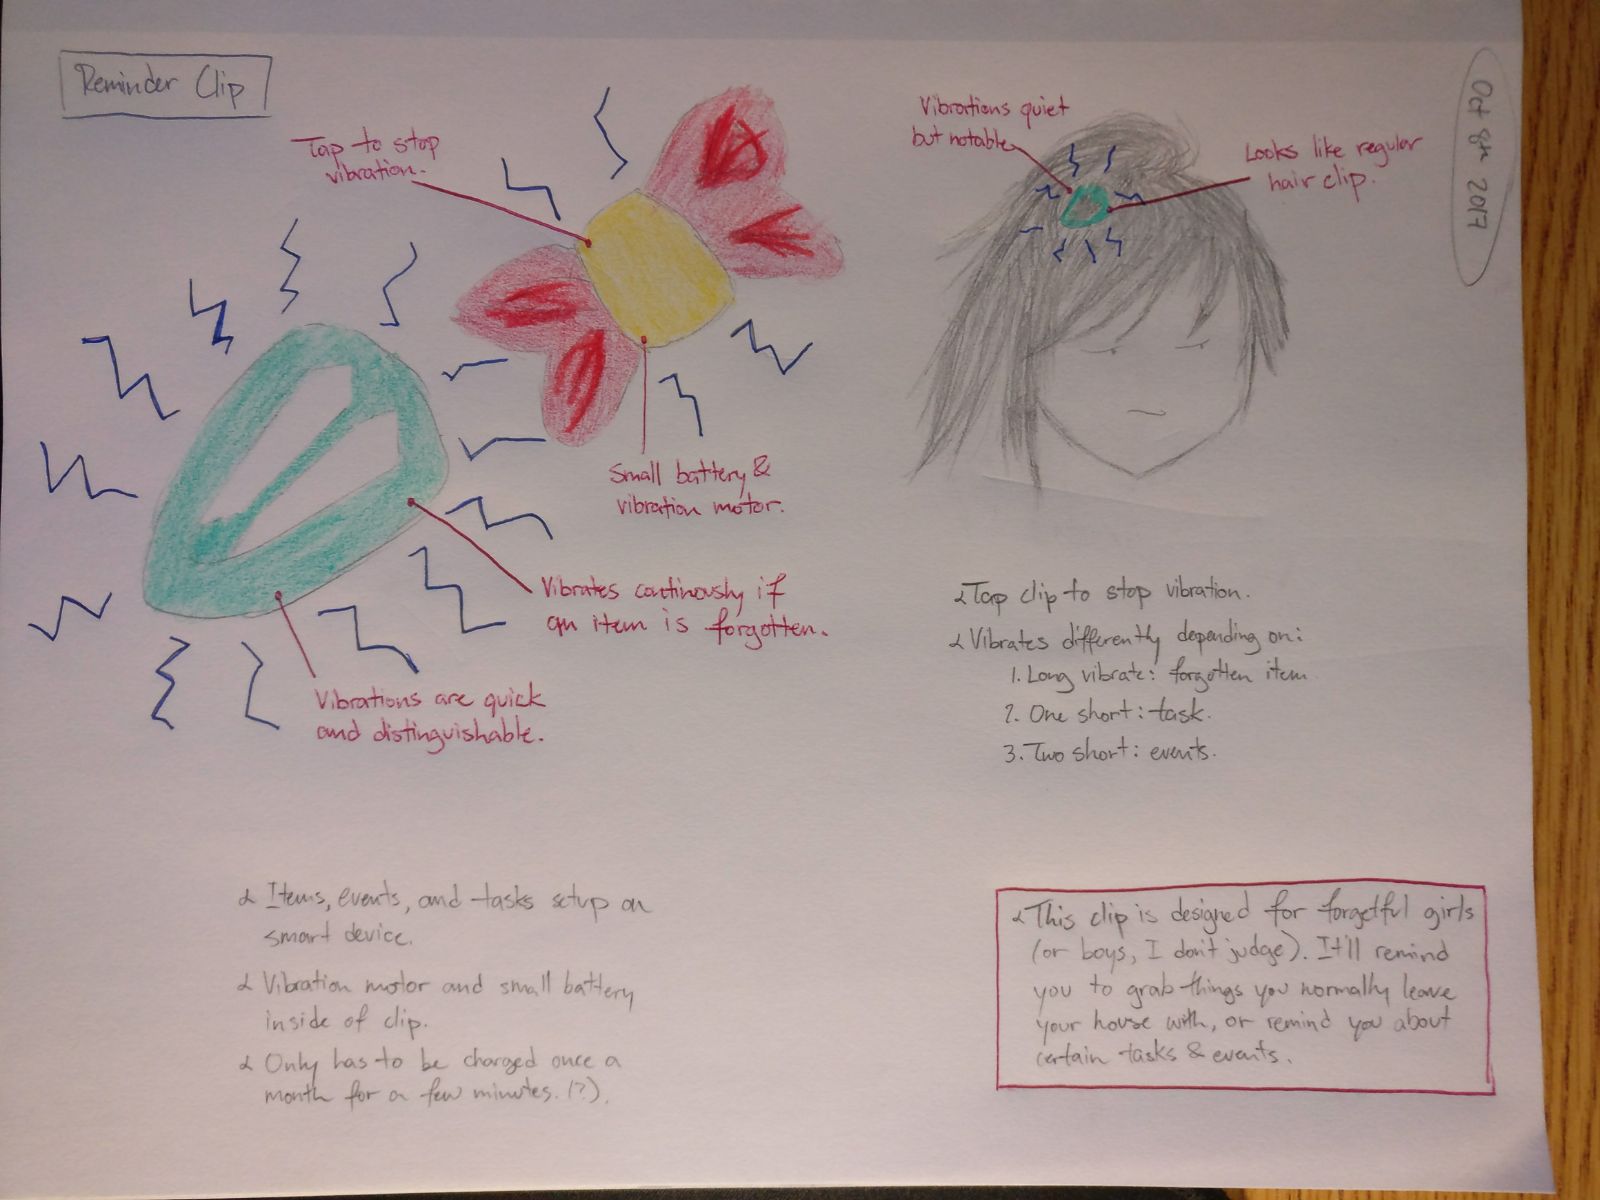 Reminder Clip
Oct 8th 2017
Tap to stop
vibration.
Vibrations quiet
but notable
Looks like regular
hair clip.
Small battery &
vibration motor.
Vibrates continously if
an item is forgotten.
Vibrations are quick
and distinguishable.
Tap clip to stop vibration.
Vibrates differently depending on:
1. Long vibrate: forgotten item
2. One short: task.
3. Two short: events.
Items, events, and tasks setup on
smart device.
Vibration motor and small battery
inside of clip.
Only has to be charged once a
month for a few minutes. (?).
This clip is designed for forgetful girls
(or boys, I don't judge). It'll remind
you to grab things you normally leave
your house with, or remind you about
certain tasks & events.